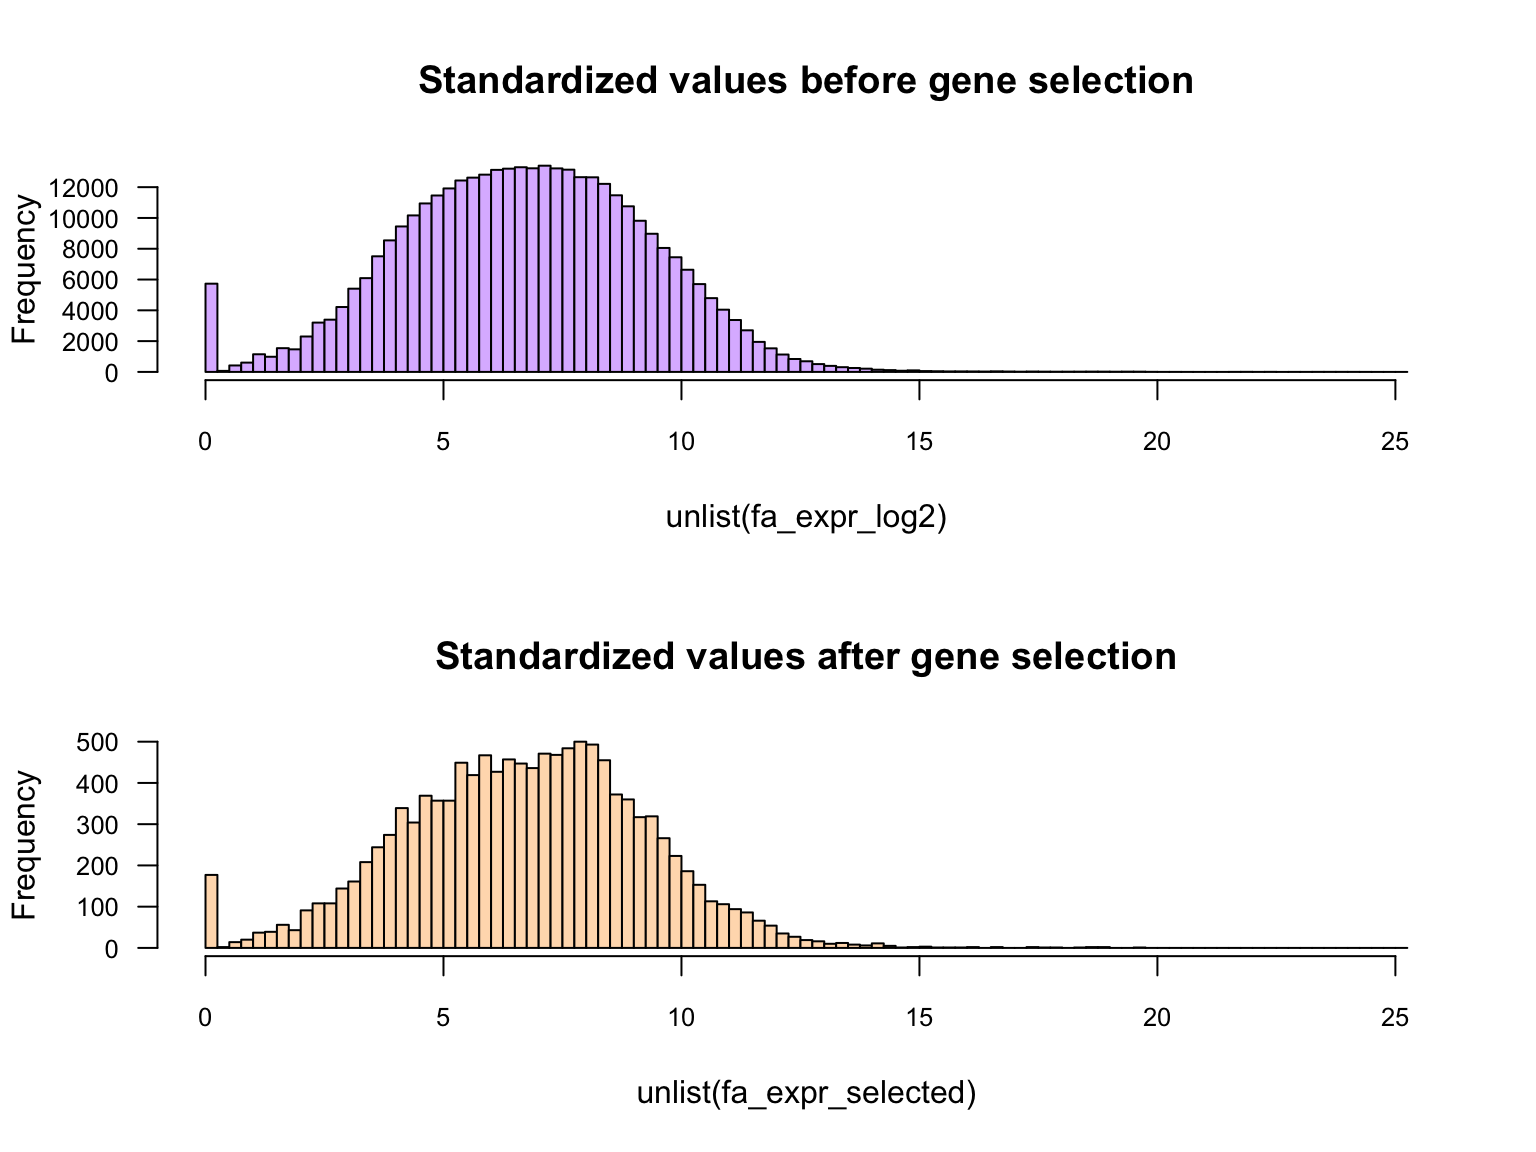 Standardized values before gene selection
Frequency
12000
10000
8000
6000
4000
2000
0
0 5 10 15 20 25
unlist(fa_expr_log2)
Standardized values after gene selection
Frequency
500
400
300
200
100
0
0 5 10 15 20 25
unlist(fa_expr_selected)